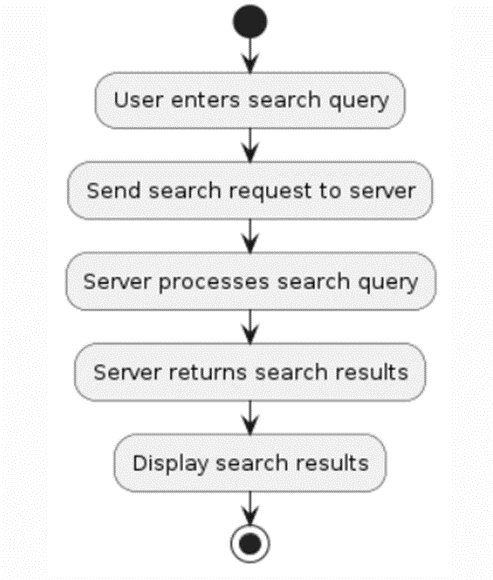 User enters search query
Send search request to server
Server processes search query
Server returns search results
Display search results